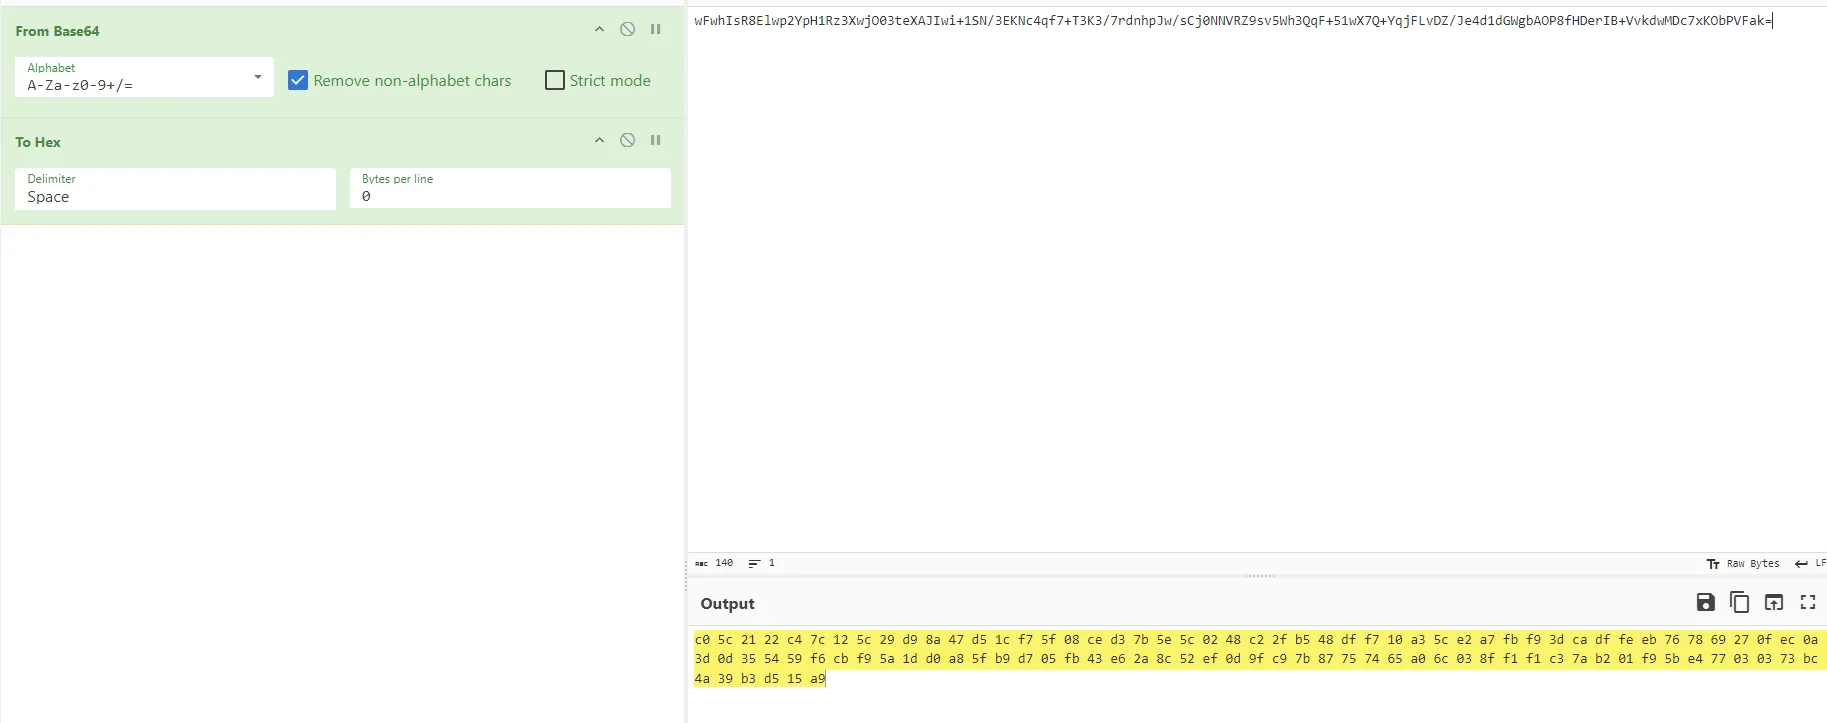 From Base64
Alphabet
A-Za-z0-9+/=
Remove non-alphabet chars
Strict mode
To Hex
Delimiter
Space
Bytes per line
0
wFwhIsR8Elwp2YpH1Rz3XwjO03teXAJIwi+1SN/3EKNc4qf7+T3K3/7rdnhpJw/sCj0NNVRZ9sv5Wh3QqF+51wX7Q+YqjFLvDZ/Je4d1dGWgbAOP8fHDerIB+VvkdwMDc7xKObPVFak=
ABC 140 1
Tт Raw Bytes LF
Output
c0 5c 21 22 c4 7c 12 5c 29 d9 8a 47 d5 1c f7 5f 08 ce d3 7b 5e 5c 02 48 c2 2f b5 48 df f7 10 a3 5c e2 a7 fb f9 3d ca df fe eb 76 78 69 27 0f ec 0a
3d 0d 35 54 59 f6 cb f9 5a 1d d0 a8 5f b9 d7 05 fb 43 e6 2a 8c 52 ef 0d 9f c9 7b 87 75 74 65 a0 6c 03 8f f1 f1 c3 7a b2 01 f9 5b e4 77 03 03 73 bc
4a 39 b3 d5 15 a9